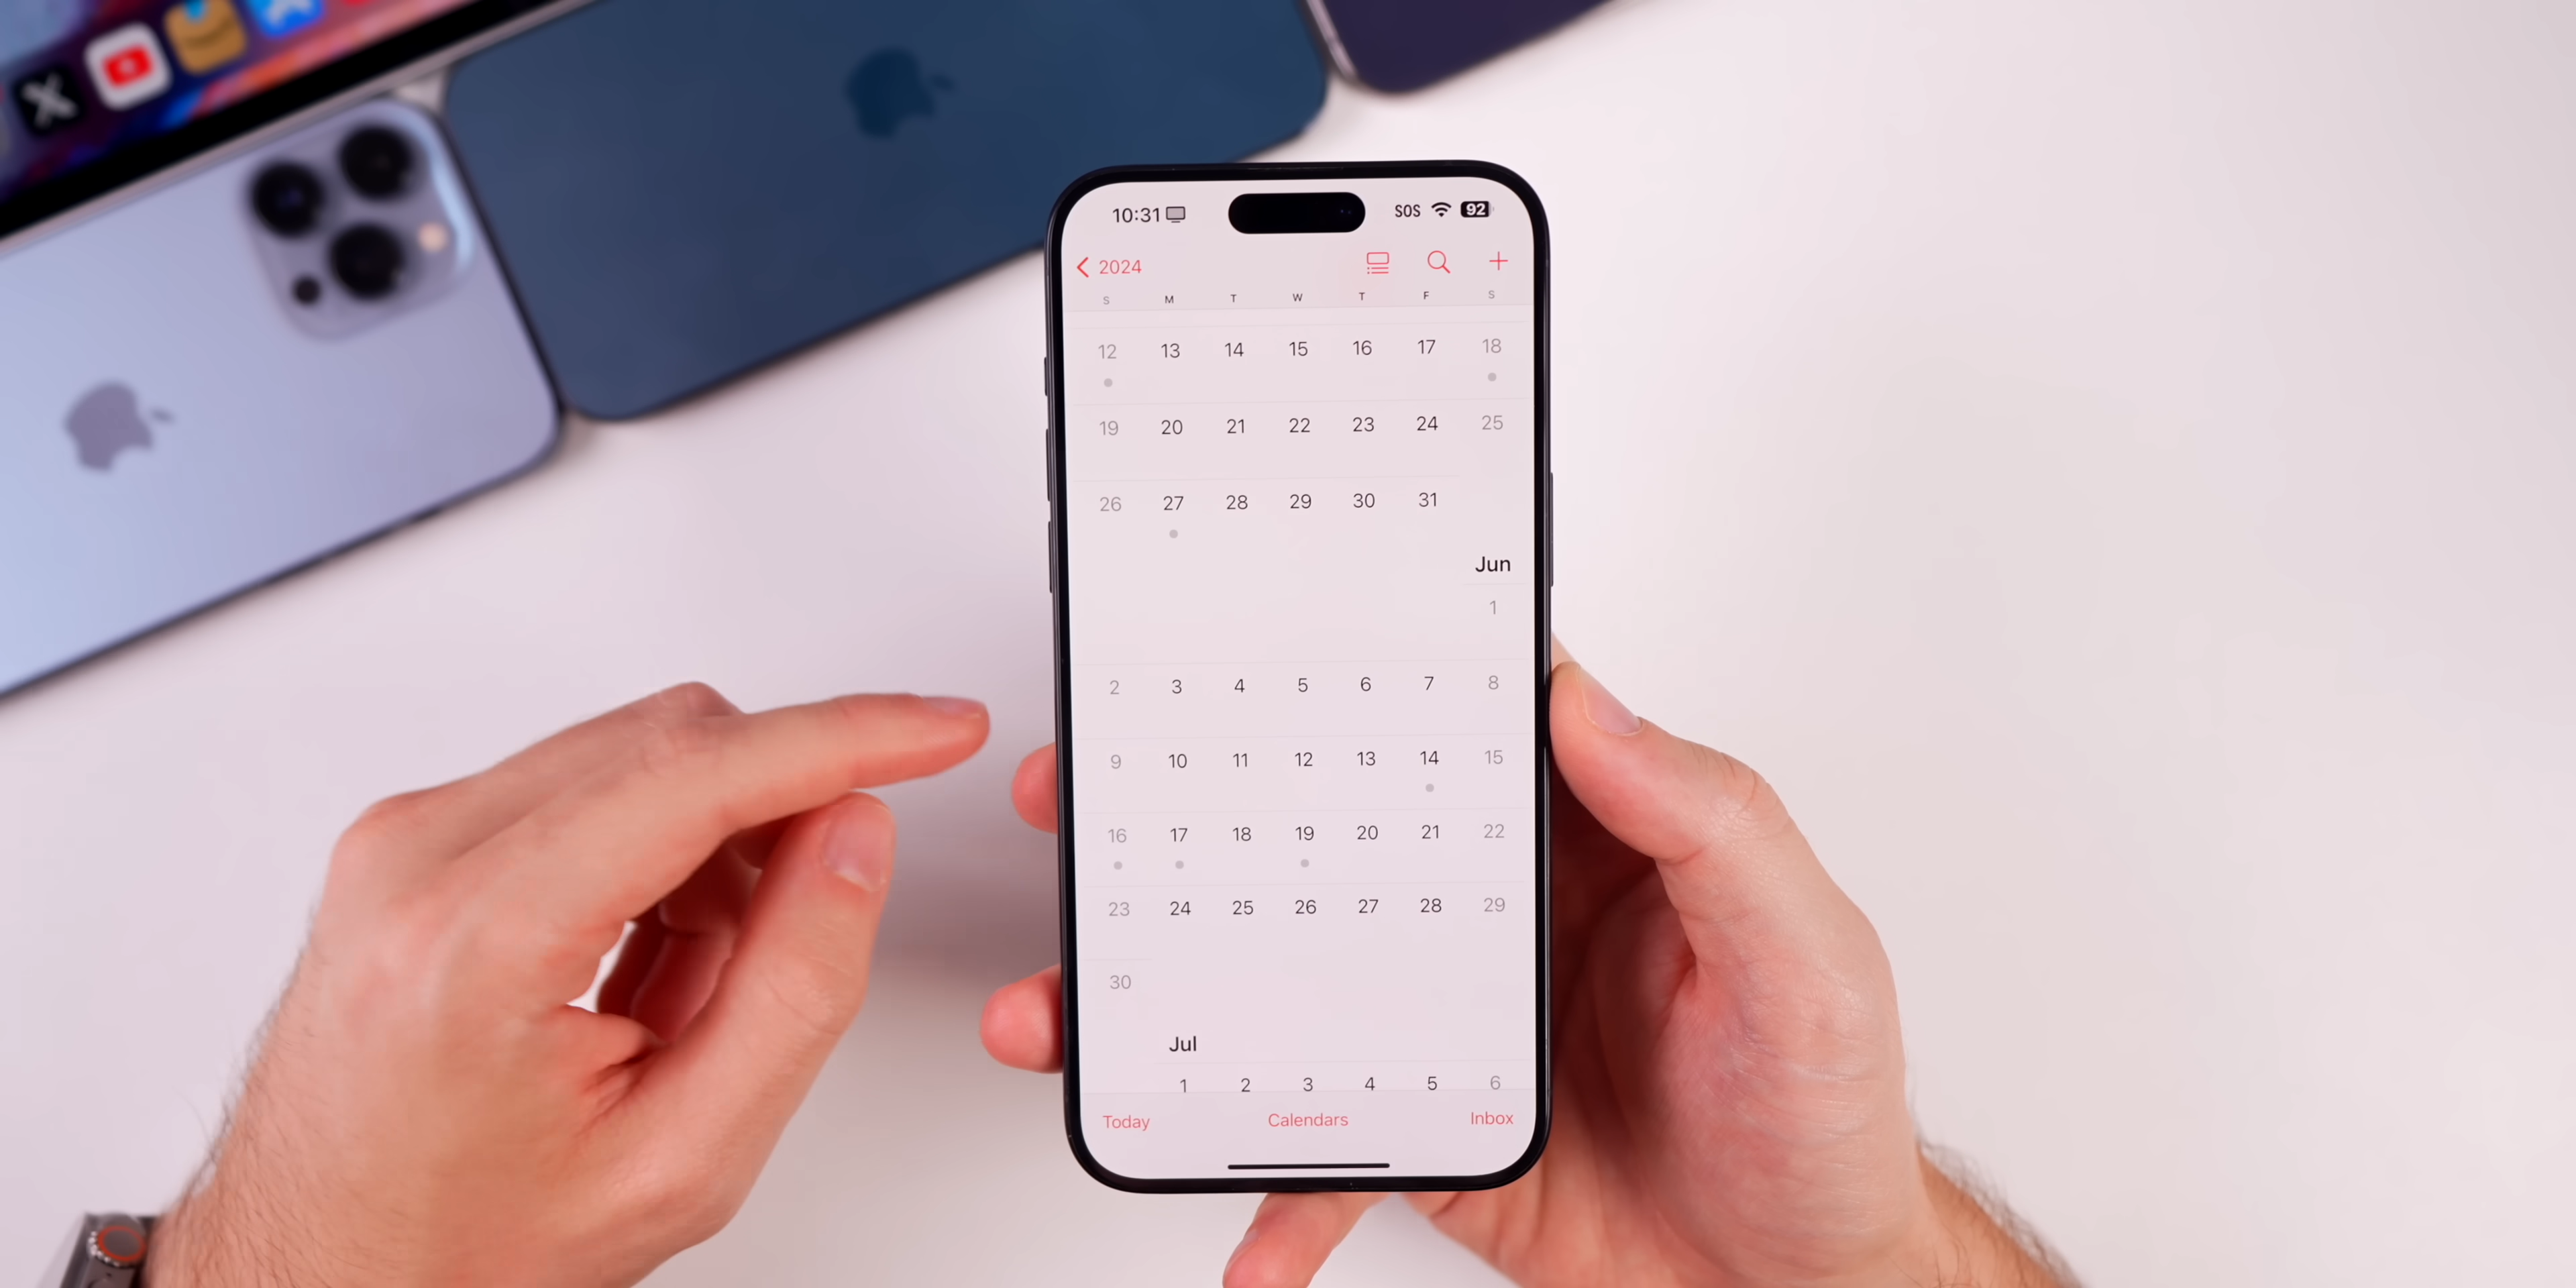 10:31 SOS 92
2024
S M T W T F S
12 13 14 15 16 17 18
19 20 21 22 23 24 25
26 27 28 29 30 31
Jun
1
2 3 4 5 6 7 8
9 10 11 12 13 14 15
16 17 18 19 20 21 22
23 24 25 26 27 28 29
30
Jul
1 2 3 4 5 6
Today Calendars Inbox